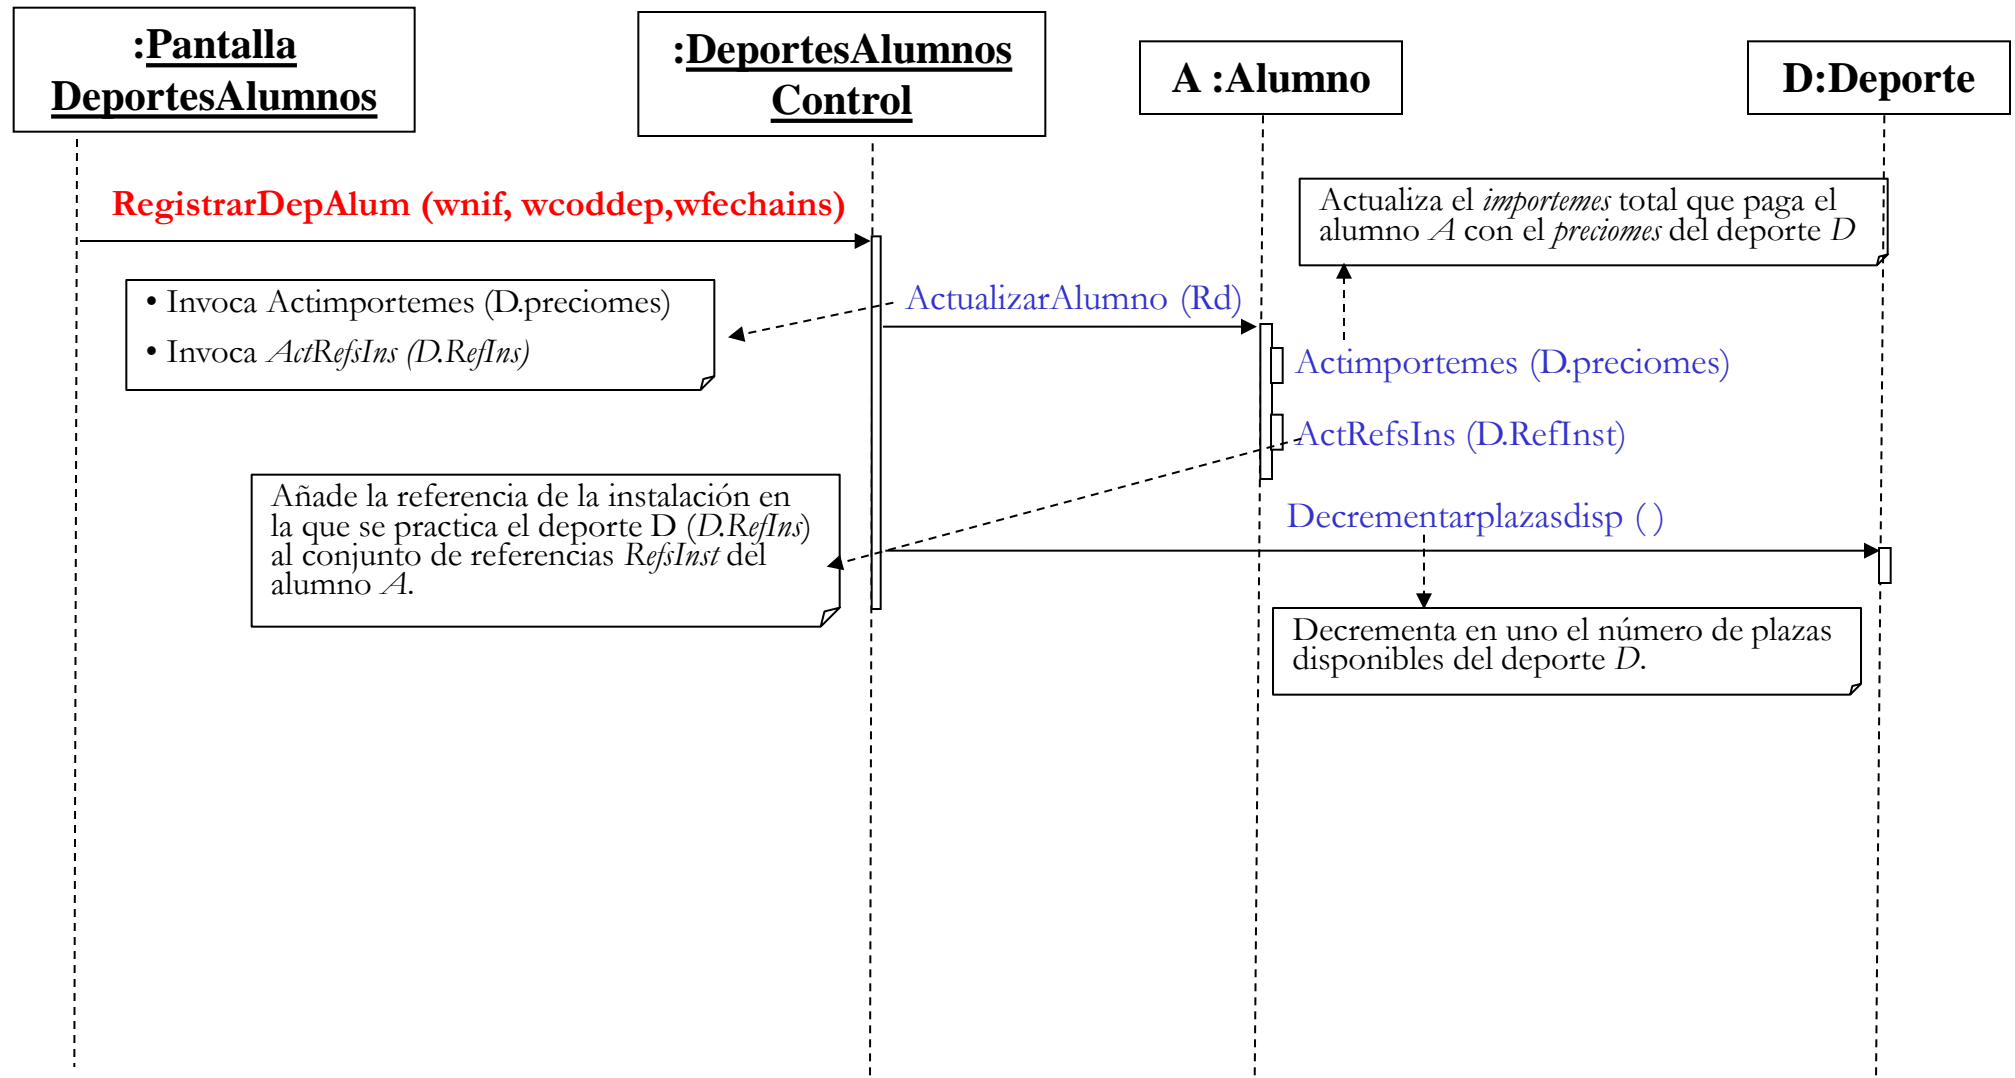 :Pantalla
DeportesAlumnos
:DeportesAlumnos
Control
A :Alumno
D:Deporte
RegistrarDepAlum (wnif, wcoddep,wfechains)
Actualiza el importemes total que paga el
alumno A con el preciomes del deporte D
• Invoca Actimportemes (D.preciomes)
• Invoca ActRefsIns (D.RefIns)
ActualizarAlumno (Rd)
Actimportemes (D.preciomes)
ActRefsIns (D.RefInst)
Añade la referencia de la instalación en
la que se practica el deporte D (D.RefIns)
al conjunto de referencias RefsInst del
alumno A.
Decrementarplazasdisp ( )
Decrementa en uno el número de plazas
disponibles del deporte D.